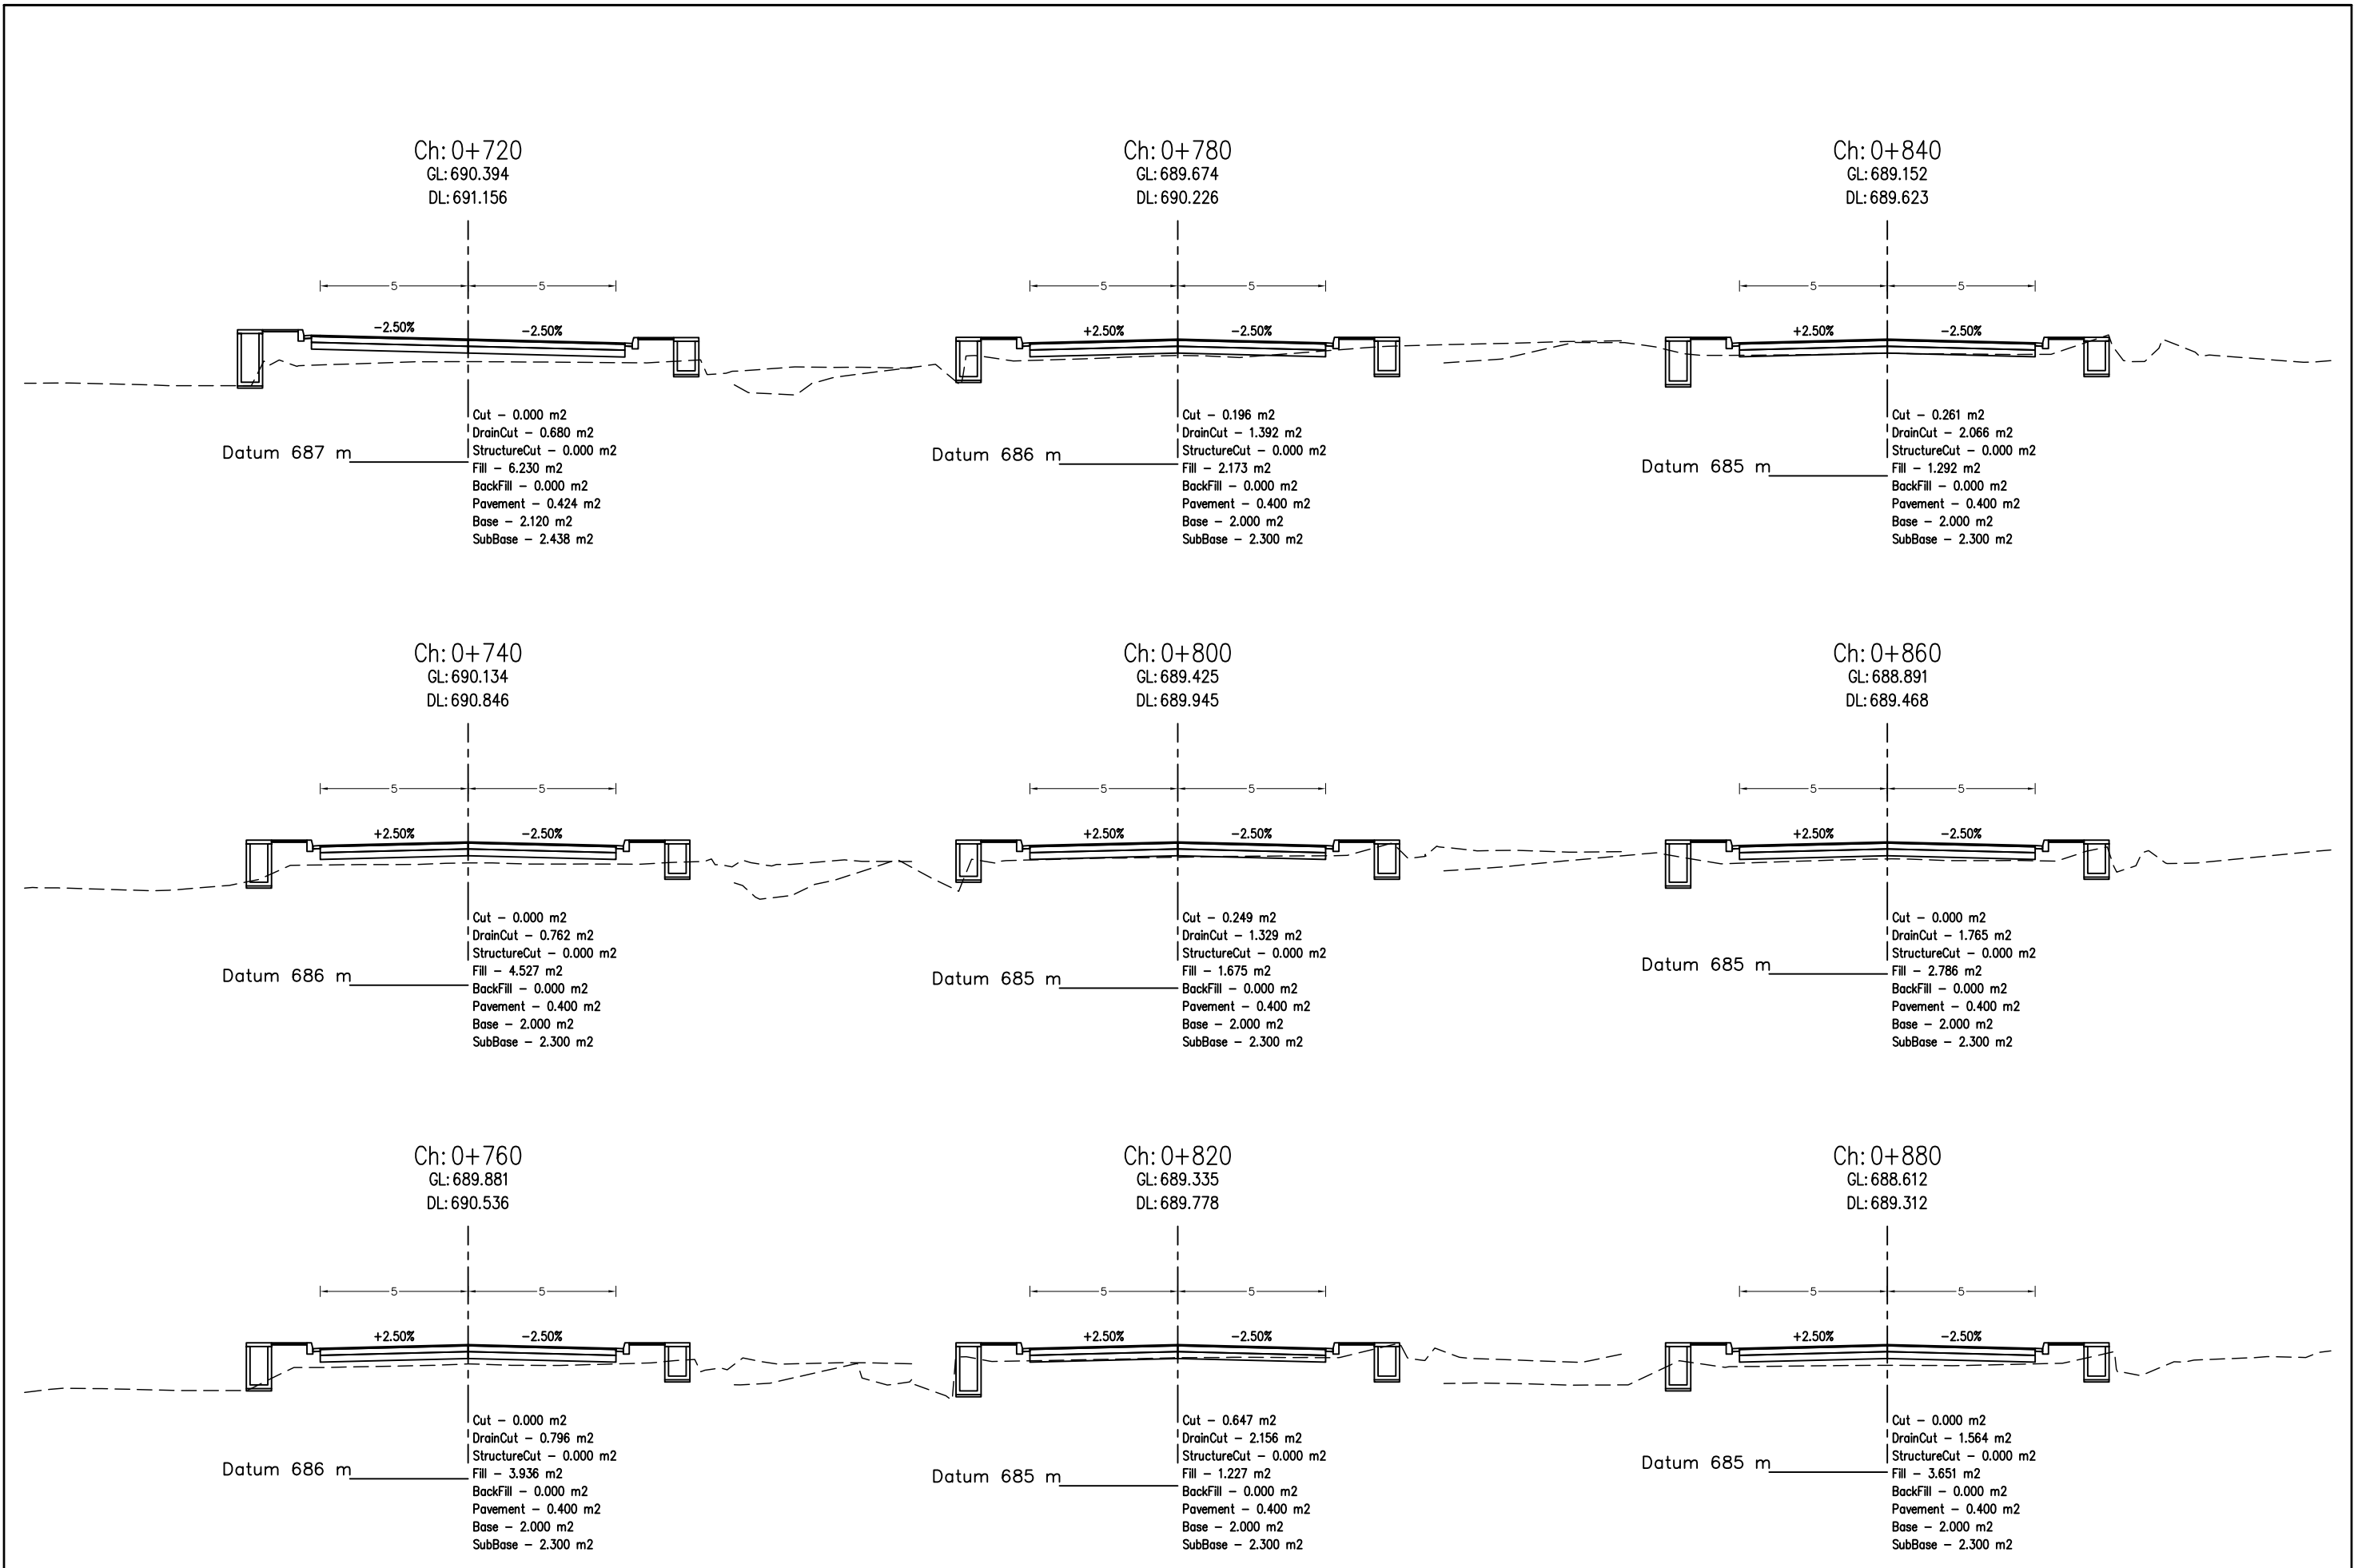 Ch: 0+720
GL: 690.394
DL: 691.156
5
5
-2.50%
-2.50%
Cut - 0.000 m2
DrainCut - 0.680 m2
StructureCut - 0.000 m2
Datum 687 m
Fill - 6.230 m2
BackFill - 0.000 m2
Pavement - 0.424 m2
Base - 2.120 m2
SubBase - 2.438 m2
Ch: 0+780
GL: 689.674
DL: 690.226
5
5
+2.50%
-2.50%
Cut - 0.196 m2
DrainCut - 1.392 m2
StructureCut - 0.000 m2
Datum 686 m
Fill - 2.173 m2
BackFill - 0.000 m2
Pavement - 0.400 m2
Base - 2.000 m2
SubBase - 2.300 m2
Ch: 0+840
GL: 689.152
DL: 689.623
5
5
+2.50%
-2.50%
Cut - 0.261 m2
DrainCut - 2.066 m2
StructureCut - 0.000 m2
Datum 685 m
Fill - 1.292 m2
BackFill - 0.000 m2
Pavement - 0.400 m2
Base - 2.000 m2
SubBase - 2.300 m2
Ch: 0+740
GL: 690.134
DL: 690.846
5
5
+2.50%
-2.50%
Cut - 0.000 m2
DrainCut - 0.762 m2
StructureCut - 0.000 m2
Datum 686 m
Fill - 4.527 m2
BackFill - 0.000 m2
Pavement - 0.400 m2
Base - 2.000 m2
SubBase - 2.300 m2
Ch: 0+800
GL: 689.425
DL: 689.945
5
5
+2.50%
-2.50%
Cut - 0.249 m2
DrainCut - 1.329 m2
StructureCut - 0.000 m2
Datum 685 m
Fill - 1.675 m2
BackFill - 0.000 m2
Pavement - 0.400 m2
Base - 2.000 m2
SubBase - 2.300 m2
Ch: 0+860
GL: 688.891
DL: 689.468
5
5
+2.50%
-2.50%
Cut - 0.000 m2
DrainCut - 1.765 m2
StructureCut - 0.000 m2
Datum 685 m
Fill - 2.786 m2
BackFill - 0.000 m2
Pavement - 0.400 m2
Base - 2.000 m2
SubBase - 2.300 m2
Ch: 0+760
GL: 689.881
DL: 690.536
5
5
+2.50%
-2.50%
Cut - 0.000 m2
DrainCut - 0.796 m2
StructureCut - 0.000 m2
Datum 686 m
Fill - 3.936 m2
BackFill - 0.000 m2
Pavement - 0.400 m2
Base - 2.000 m2
SubBase - 2.300 m2
Ch: 0+820
GL: 689.335
DL: 689.778
5
5
+2.50%
-2.50%
Cut - 0.647 m2
DrainCut - 2.156 m2
StructureCut - 0.000 m2
Datum 685 m
Fill - 1.227 m2
BackFill - 0.000 m2
Pavement - 0.400 m2
Base - 2.000 m2
SubBase - 2.300 m2
Ch: 0+880
GL: 688.612
DL: 689.312
5
5
+2.50%
-2.50%
Cut - 0.000 m2
DrainCut - 1.564 m2
StructureCut - 0.000 m2
Datum 685 m
Fill - 3.651 m2
BackFill - 0.000 m2
Pavement - 0.400 m2
Base - 2.000 m2
SubBase - 2.300 m2